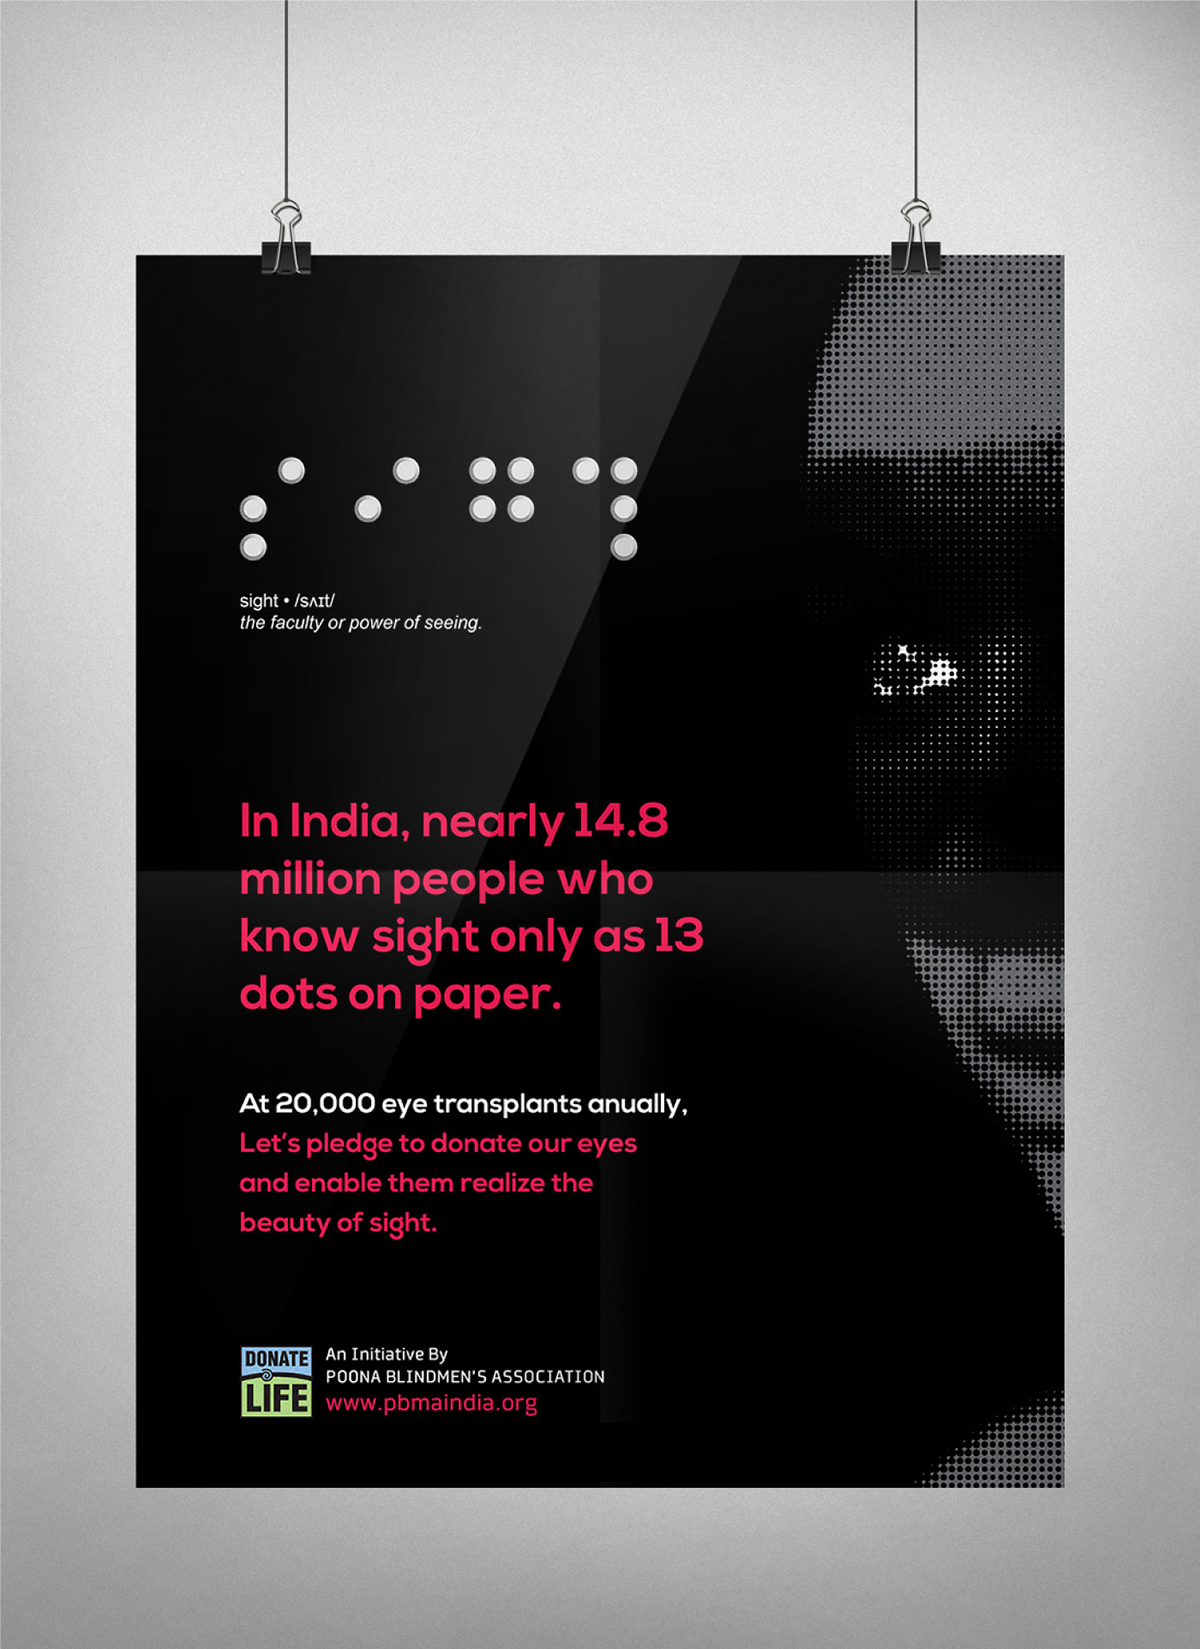 ⠎⠊⠛⠹
sight • /sʌɪt/
the faculty or power of seeing.
In India, nearly 14.8
million people who
know sight only as 13
dots on paper.
At 20,000 eye transplants anually,
Let's pledge to donate our eyes
and enable them realize the
beauty of sight.
DONATE
LIFE
An Initiative By
POONA BLINDMEN'S ASSOCIATION
www.pbmaindia.org